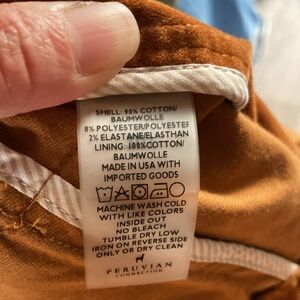 SHELL: 90% COTTON/
BAUMWOLLE
8% POLYESTER/POLYESTER
2% ELASTANE/ELASTHAN
LINING: 100%COTTON/
BAUMWOLLE
MADE IN USA WITH
IMPORTED GOODS
MACHINE WASH COLD
WITH LIKE COLORS
INSIDE OUT
NO BLEACH
TUMBLE DRY LOW
IRON ON REVERSE SIDE
ONLY OR DRY CLEAN
PERUVIAN
CONNECTION